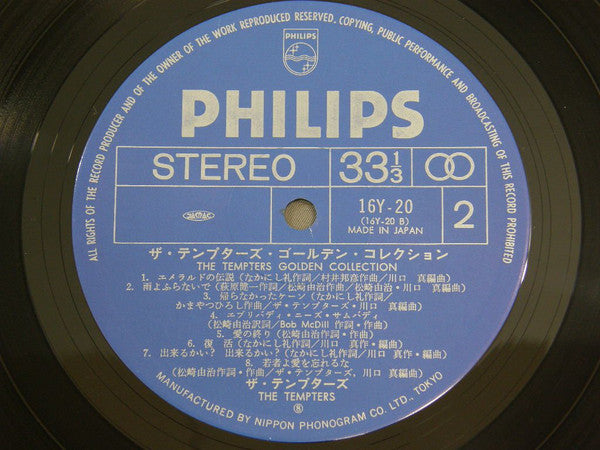 ALL RIGHTS OF THE RECORD PRODUCER AND OF THE OWNER OF THE WORK REPRODUCED RESERVED, COPYING, PUBLIC PERFORMANCE AND BROADCASTING OF THIS RECORD PROHIBITED
PHILIPS
PHILIPS
STEREO 33 1/3
16Y-20
(16Y-20 B)
MADE IN JAPAN
2
ザ・テンプターズ・ゴールデン・コレクション
THE TEMPTERS GOLDEN COLLECTION
1. エメラルドの伝説(なかにし礼作詞/村井邦彦作曲/川口 真編曲)
2. 雨よふらないで(萩原健一作詞/松崎由治作曲/松崎由治・川口 真編曲)
3. 帰らなかったケーン(なかにし礼作詞/
かまやつひろし作曲/ザ・テンプターズ・川口 真編曲)
4. エブリバディ・ニーズ・サムバディ
(松崎由治訳詞/Bob McDill 作詞・作曲)
5. 愛の終り(松崎由治作詞・作曲)
6. 復 活(なかにし礼作詞/川口 真作・編曲)
7. 出来るかい? 出来るかい?(なかにし礼作詞/川口 真作・編曲)
8. 若者よ愛を忘れるな
(松崎由治作詞・作曲/ザ・テンプターズ, 川口 真編曲)
ザ・テンプターズ
THE TEMPTERS
MANUFACTURED BY NIPPON PHONOGRAM CO., LTD., TOKYO